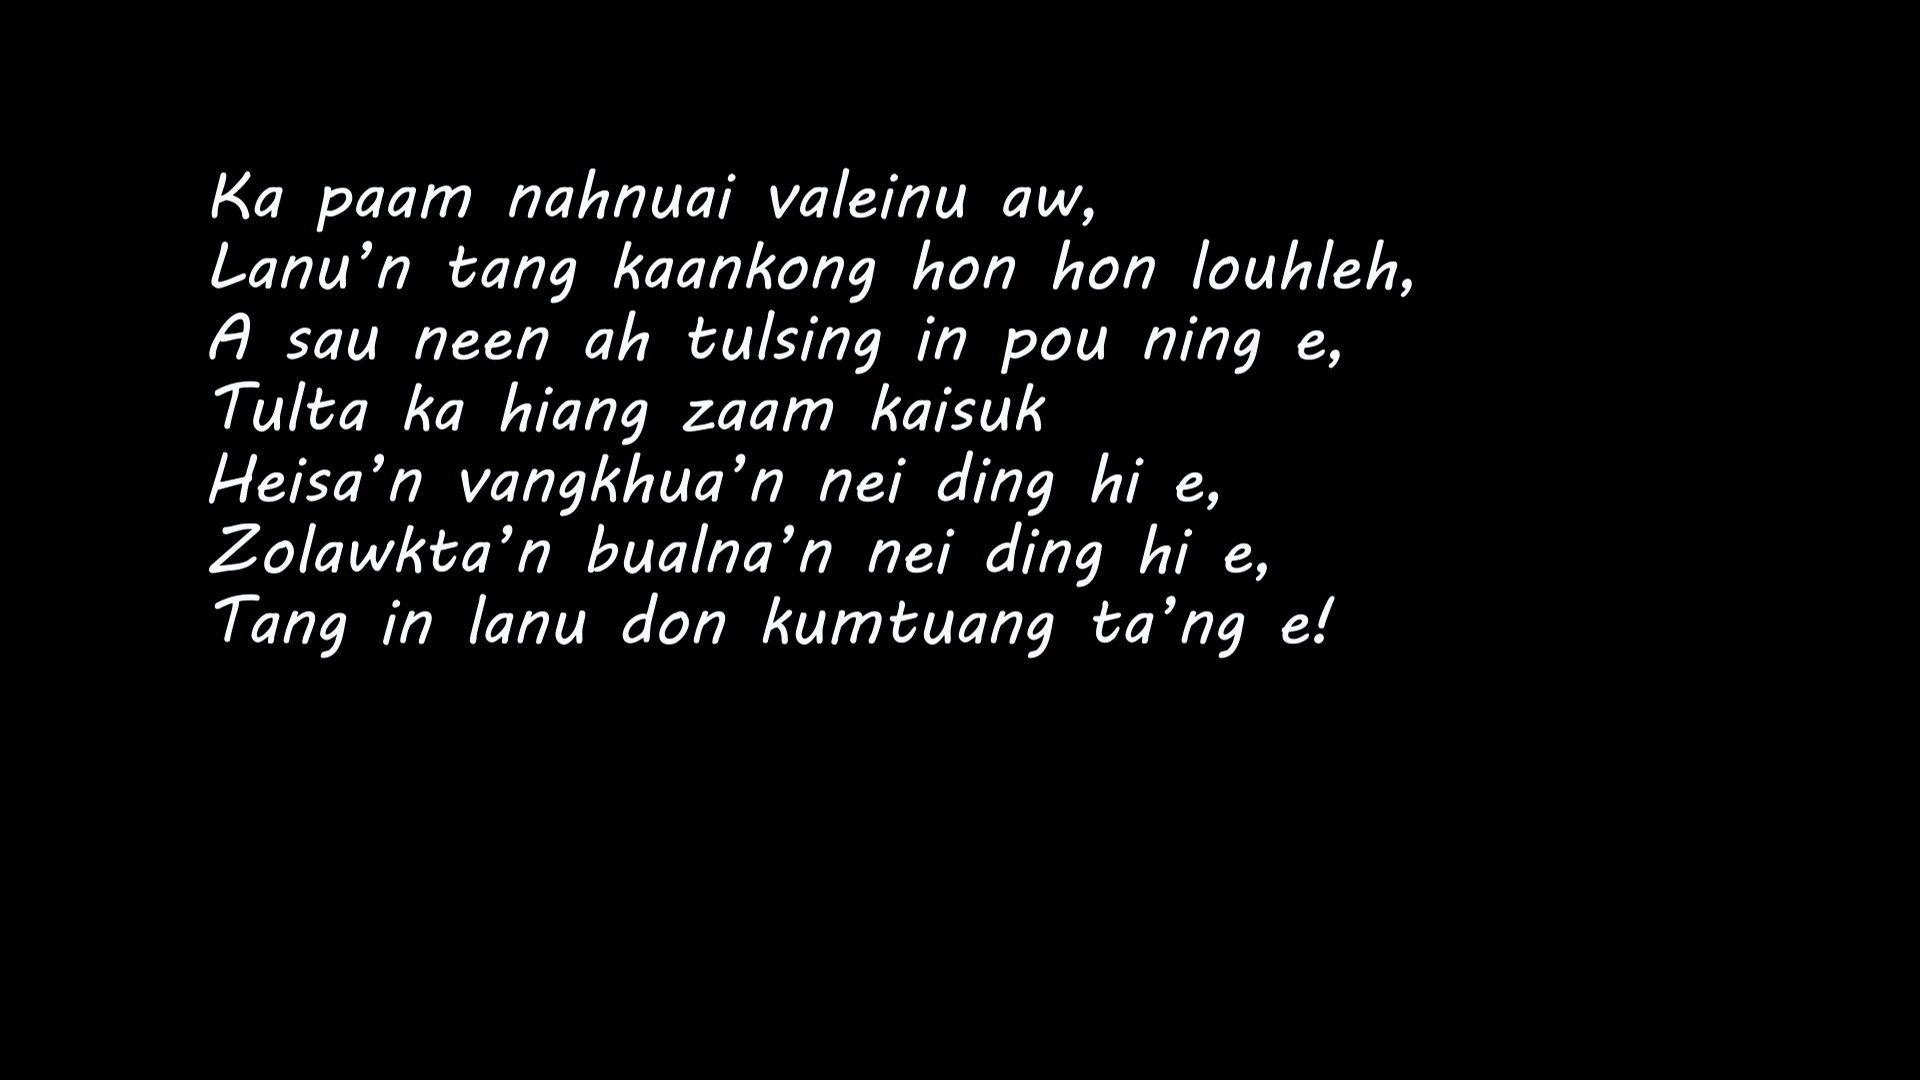 Ka paam nahnuai valeinu aw,
Lanu’n tang kaankong hon hon louhleh,
A sau neen ah tulsing in pou ning e,
Tulta ka hiang zaam kaisuk
Heisa’n vangkhua’n nei ding hi e,
Zolawkta’n bualna’n nei ding hi e,
Tang in lanu don kumtuang ta’ng e!